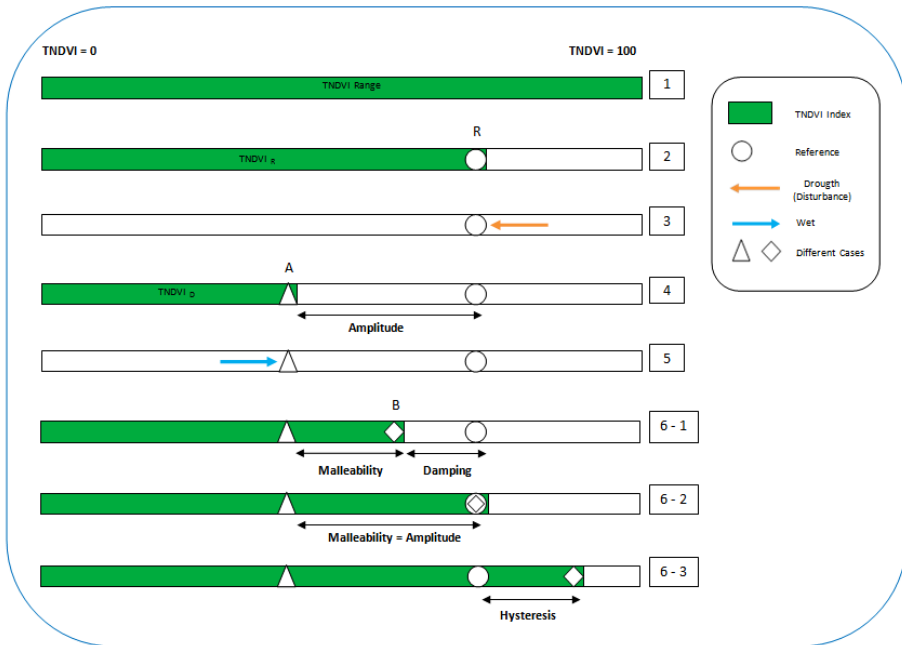 TNDVI = 0
TNDVI = 100
TNDVI Range
1
R
TNDVI R
2
3
A
TNDVI D
4
Amplitude
5
B
6 - 1
Malleability
Damping
6 - 2
Malleability = Amplitude
6 - 3
Hysteresis
TNDVI Index
Reference
Drougth
(Disturbance)
Wet
Different Cases